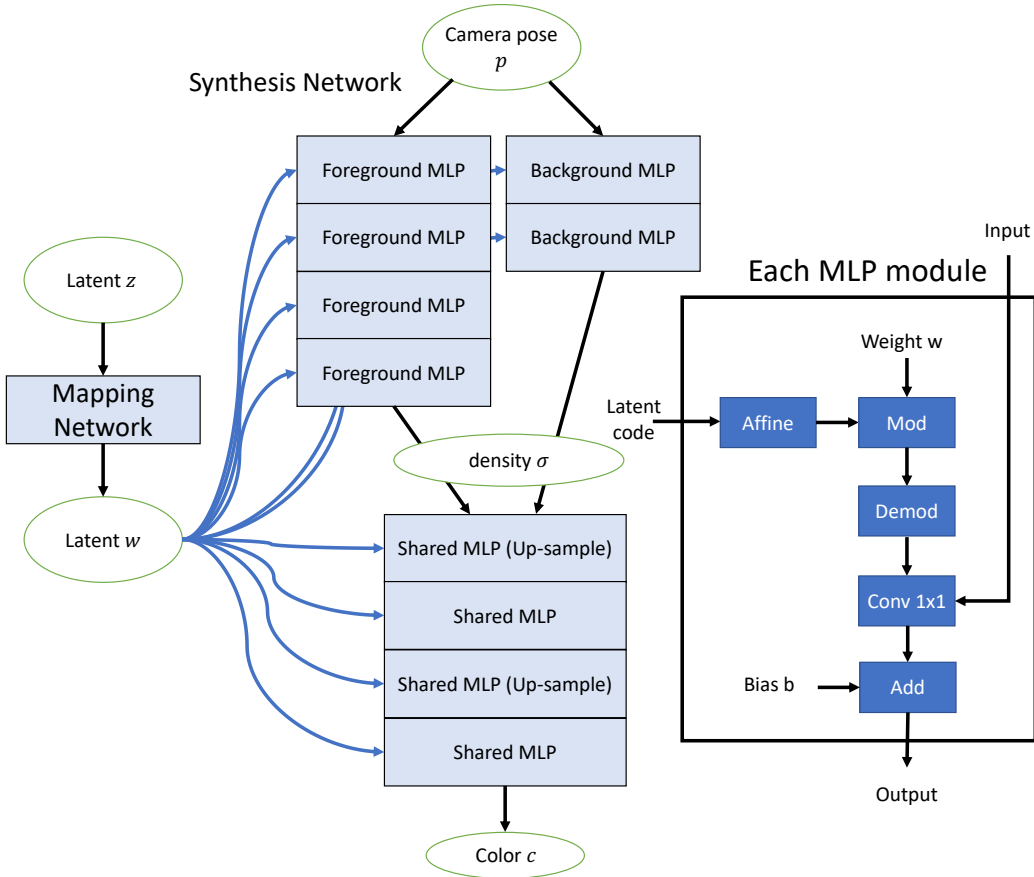 Camera pose
p
Synthesis Network
Foreground MLP
Background MLP
Foreground MLP
Background MLP
Foreground MLP
Foreground MLP
Latent z
Mapping
Network
Latent w
density σ
Shared MLP (Up-sample)
Shared MLP
Shared MLP (Up-sample)
Shared MLP
Color c
Input
Each MLP module
Weight w
Latent
code
Affine
Mod
Demod
Conv 1x1
Bias b
Add
Output